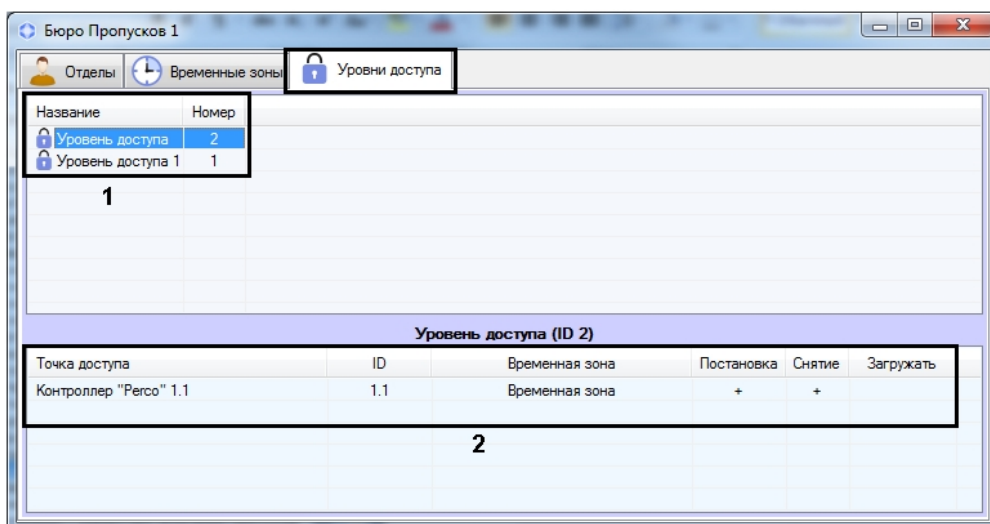 Бюро Пропусков 1
Отделы Временные зоны Уровни доступа
Название Номер
Уровень доступа 2
Уровень доступа 1 1
1
Уровень доступа (ID 2)
Точка доступа ID Временная зона Постановка Снятие Загружать
Контроллер "Perco" 1.1 1.1 Временная зона + +
2